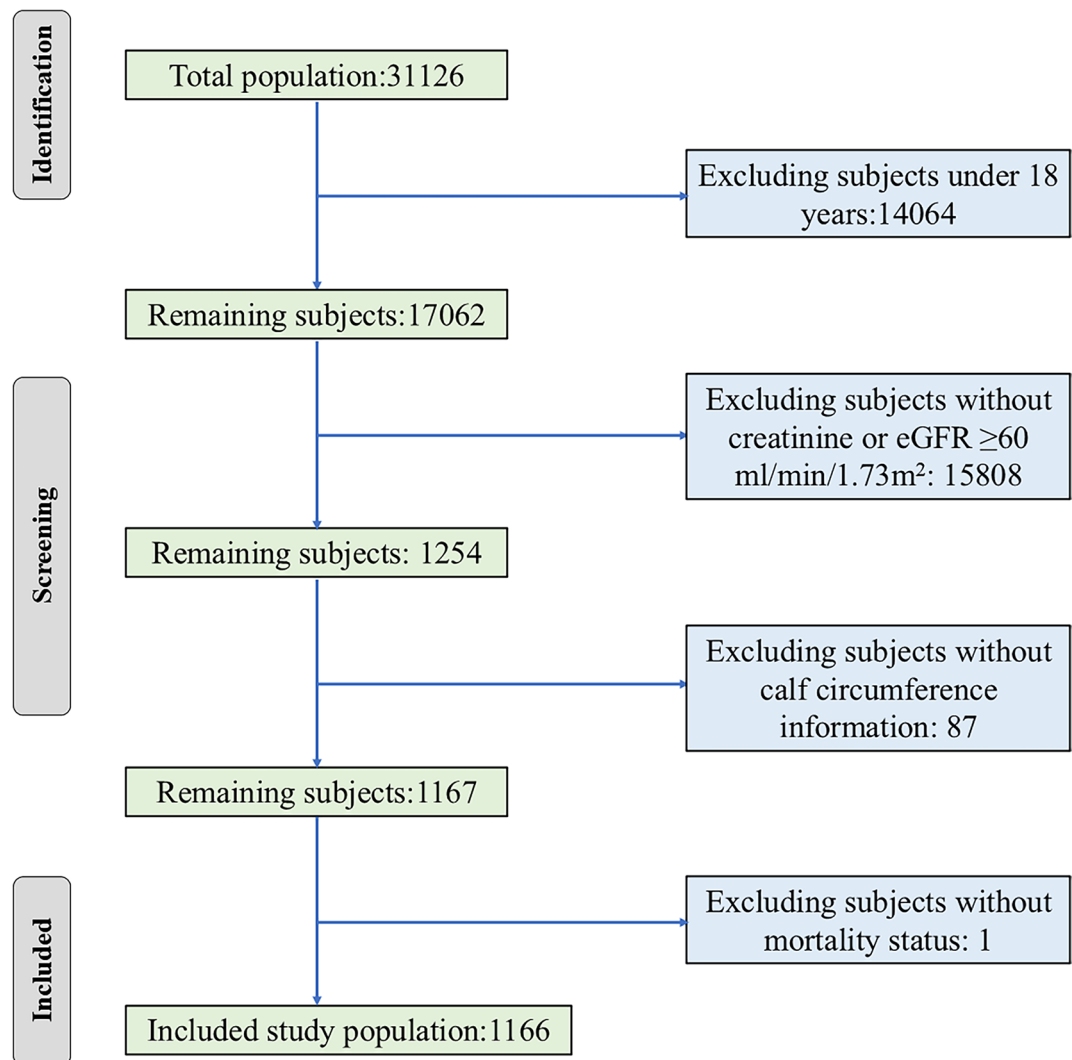 Identification
Total population:31126
Excluding subjects under 18
years:14064
Remaining subjects:17062
Screening
Excluding subjects without
creatinine or eGFR ≥60
ml/min/1.73m²: 15808
Remaining subjects: 1254
Excluding subjects without
calf circumference
information: 87
Remaining subjects:1167
Included
Excluding subjects without
mortality status: 1
Included study population:1166